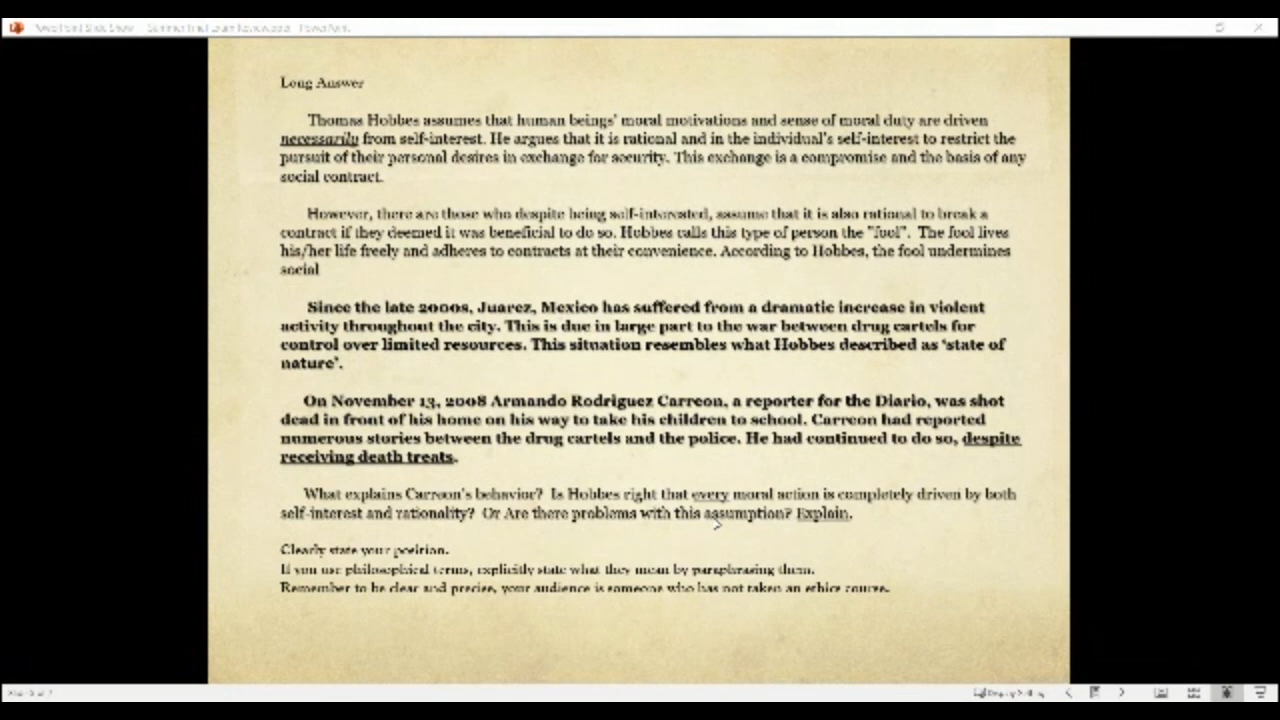 Long Answer
Thomas Hobbes assumes that human beings' moral motivations and sense of moral duty are driven
necessarily from self-interest. He argues that it is rational and in the individual's self-interest to restrict the
pursuit of their personal desires in exchange for security. This exchange is a compromise and the basis of any
social contract.
However, there are those who despite being self-interested, assume that it is also rational to break a
contract if they deemed it was beneficial to do so. Hobbes calls this type of person the "fool". The fool lives
his/her life freely and adheres to contracts at their convenience. According to Hobbes, the fool undermines
social
Since the late 2000s, Juarez, Mexico has suffered from a dramatic increase in violent
activity throughout the city. This is due in large part to the war between drug cartels for
control over limited resources. This situation resembles what Hobbes described as 'state of
nature'.
On November 13, 2008 Armando Rodriguez Carreon, a reporter for the Diario, was shot
dead in front of his home on his way to take his children to school. Carreon had reported
numerous stories between the drug cartels and the police. He had continued to do so, despite
receiving death treats.
What explains Carreon's behavior? Is Hobbes right that every moral action is completely driven by both
self-interest and rationality? Or Are there problems with this assumption? Explain.
Clearly state your position.
If you use philosophical terms, explicitly state what they mean by paraphrasing them.
Remember to be clear and precise, your audience is someone who has not taken an ethics course.